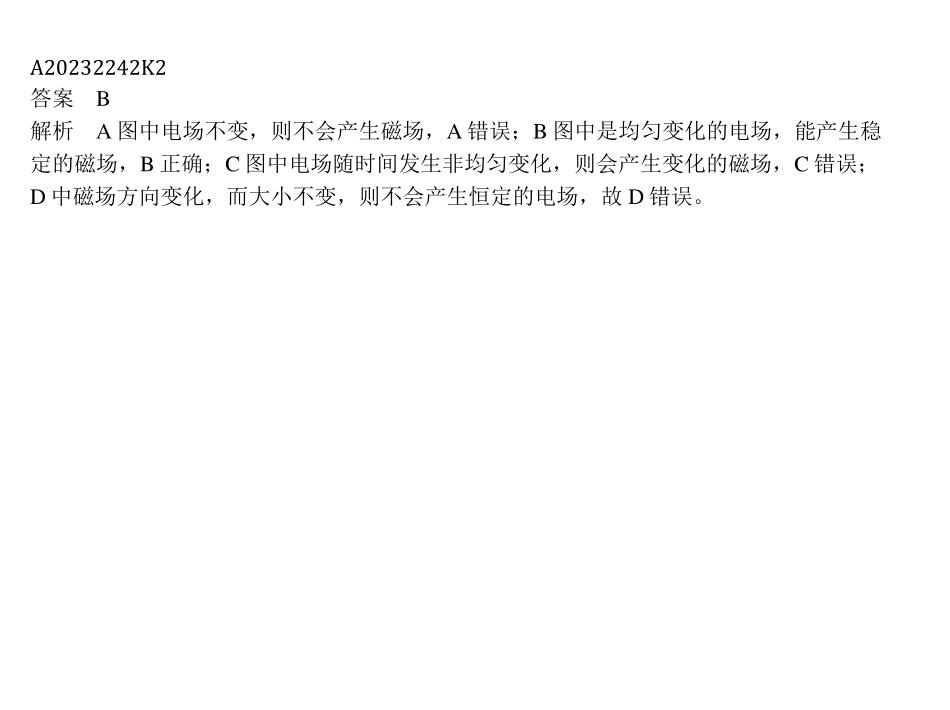 A20232242K2
答案　B
解析　A 图中电场不变，则不会产生磁场，A 错误；B 图中是均匀变化的电场，能产生稳
定的磁场，B 正确；C 图中电场随时间发生非均匀变化，则会产生变化的磁场，C 错误；
D 中磁场方向变化，而大小不变，则不会产生恒定的电场，故 D 错误。